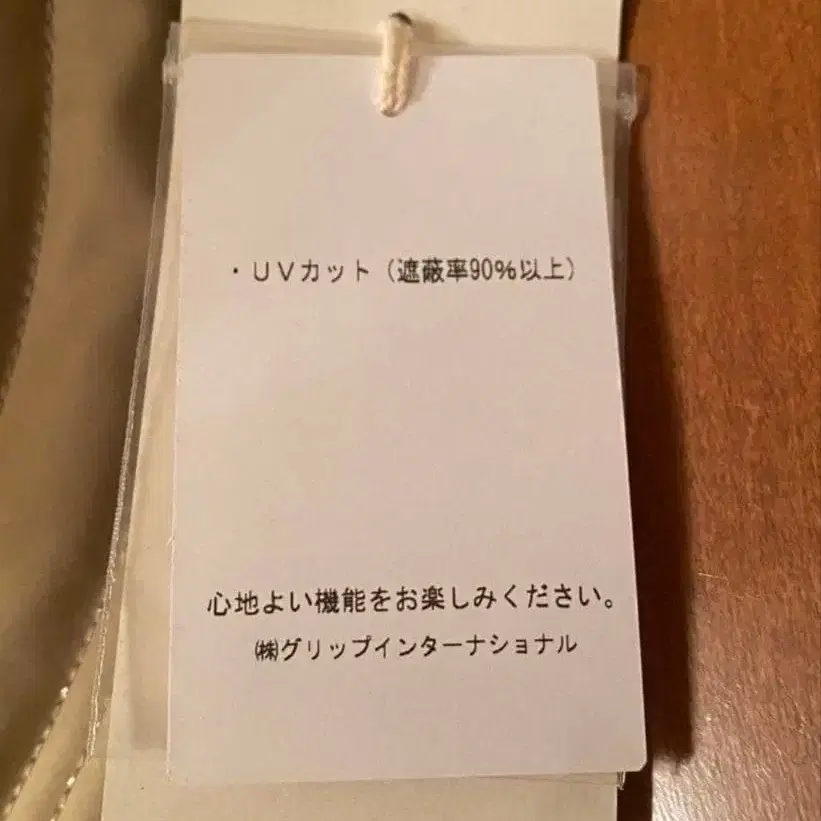 ・UVカット（遮蔽率90%以上）
心地よい機能をお楽しみください。
㈱グリップインターナショナル